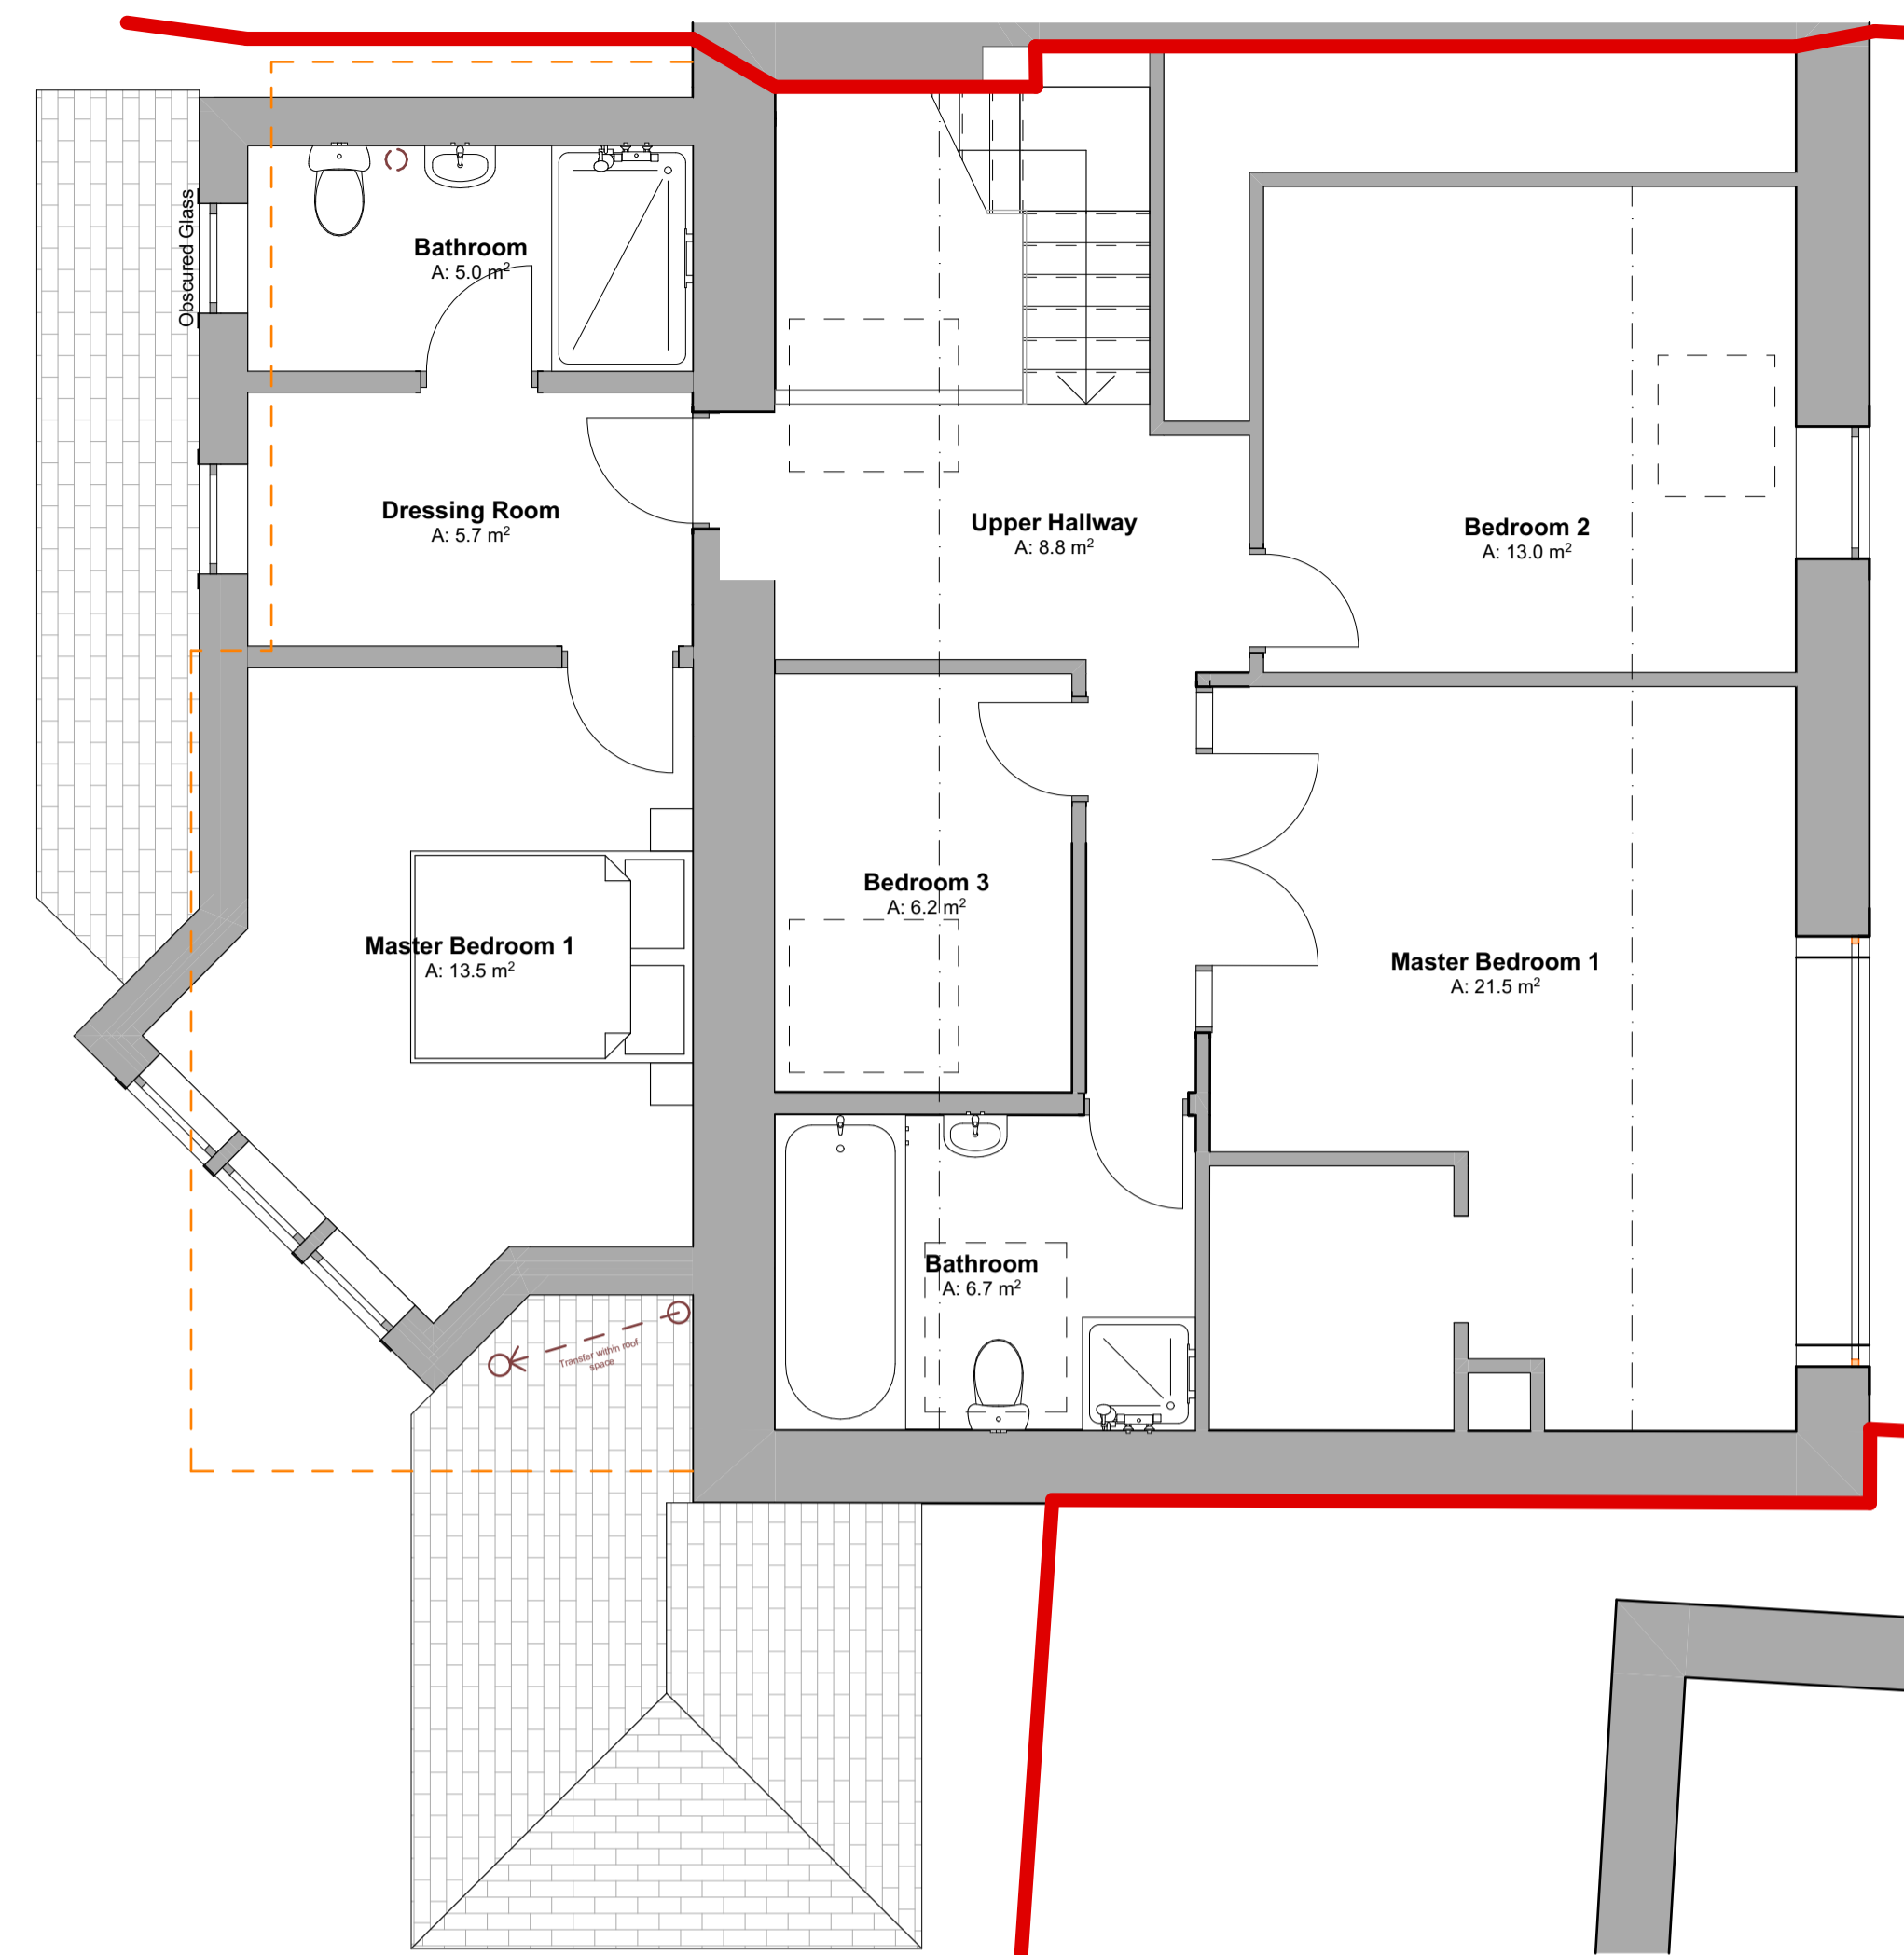 Obscured Glass
Bathroom
A: 5.0 m²
Dressing Room
A: 5.7 m²
Upper Hallway
A: 8.8 m²
Bedroom 2
A: 13.0 m²
Bedroom 3
A: 6.2 m²
Master Bedroom 1
A: 13.5 m²
Master Bedroom 1
A: 21.5 m²
Bathroom
A: 6.7 m²
Transfer within roof
space